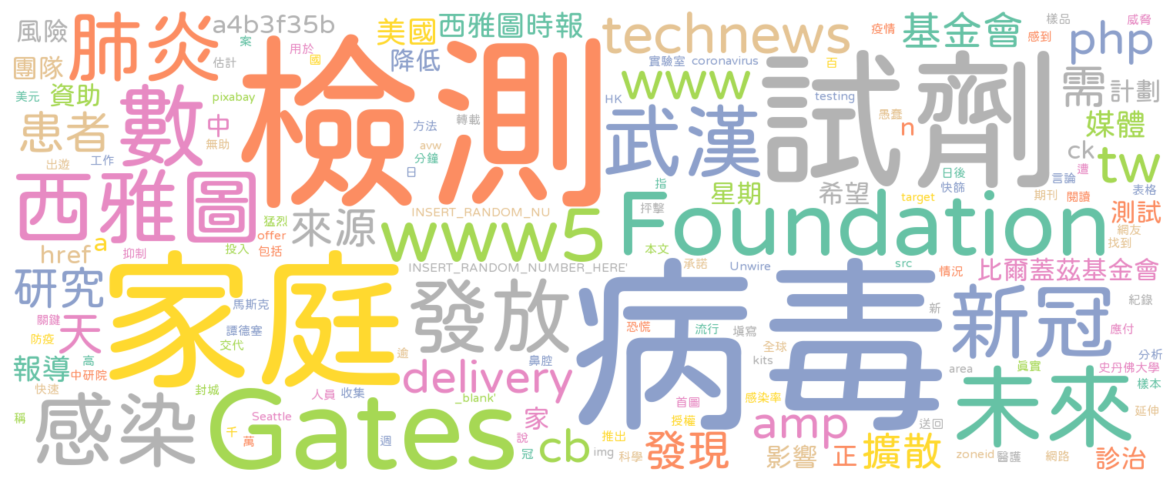 風險
肺炎
a4b3f35b
案
用於
國
美國
西雅圖時報
technews
疫情
基金會
樣品
感到
威脅
php
團隊
估計
檢測
降低
實驗室
coronavirus
百
試劑
需
計劃
美元
資助
pixabay
數
轉載
www
HK
testing
愚蠢
媒體
患者
中
無助
方法
avw
分鐘
日
武漢
n
ck
遭
tw
出遊
工作
西雅圖
猛烈
offer
包括
來源
INSERT_RANDOM_NU
指
抨擊
星期
希望
target
日後
快篩
言論
期刊
閱讀
表格
測試
網友
找到
href
a
抑制
投入
www5
本文
Foundation
INSERT_RANDOM_NUMBER_HERE'
承諾
Unwire
src
情況
比爾蓋茲基金會
研究
家庭
馬斯克
發放
病毒
新
新冠
紀錄
關鍵
天
譚德塞
交代
恐慌
流行
填寫
全球
應付
防疫
報導
高
中研院
逾
鼻腔
kits
area
真實
分析
史丹佛大學
快速
封城
人員
收集
delivery
_blank'
感染率
未來
樣本
稱
感染
Seattle
千
萬
Gates
週
家
說
冠
cb
首圖
授權
推出
img
科學
發現
amp
影響
正
擴散
送回
zoneid
醫護
網路
延伸
診治